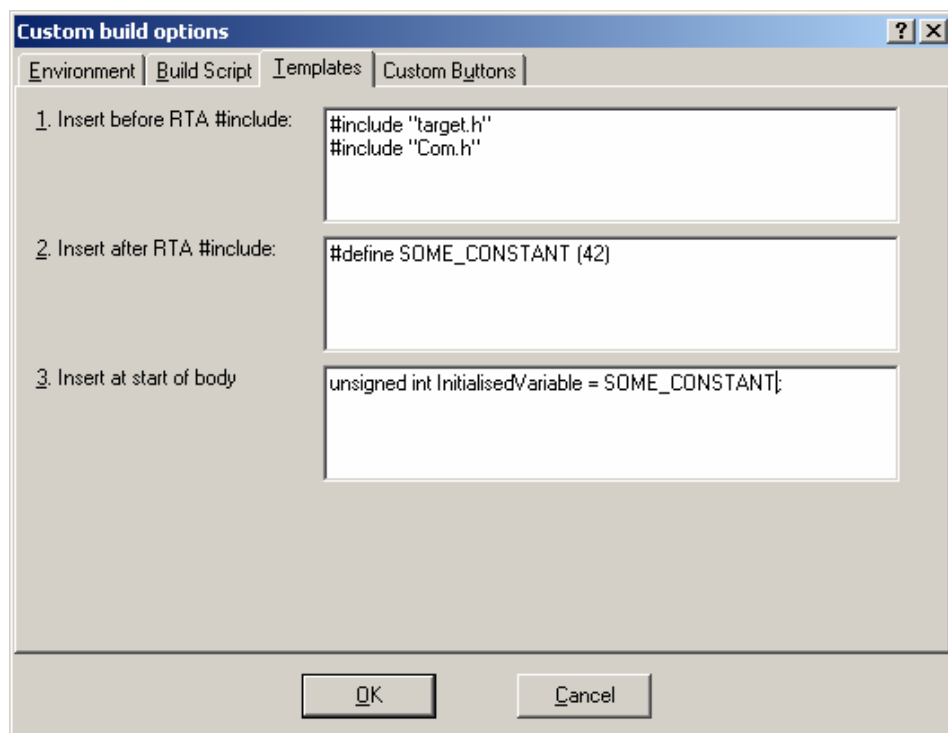 Custom build options
Environment Build Script Templates Custom Buttons
1. Insert before RTA #include:
#include "target.h"
#include "Com.h"
2. Insert after RTA #include:
#define SOME_CONSTANT (42)
3. Insert at start of body
unsigned int InitialisedVariable = SOME_CONSTANT;
OK Cancel